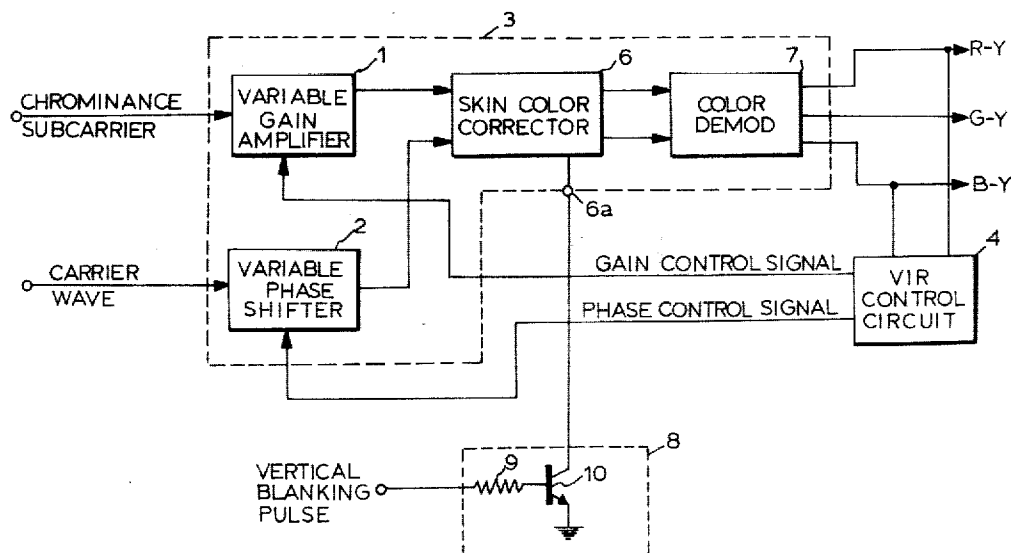 3
1
6
7
R-Y
CHROMINANCE
SUBCARRIER
VARIABLE
GAIN
AMPLIFIER
SKIN COLOR
CORRECTOR
COLOR
DEMOD
G-Y
B-Y
6a
2
4
CARRIER
WAVE
VARIABLE
PHASE
SHIFTER
GAIN CONTROL SIGNAL
PHASE CONTROL SIGNAL
VIR
CONTROL
CIRCUIT
8
VERTICAL
BLANKING
PULSE
9
10